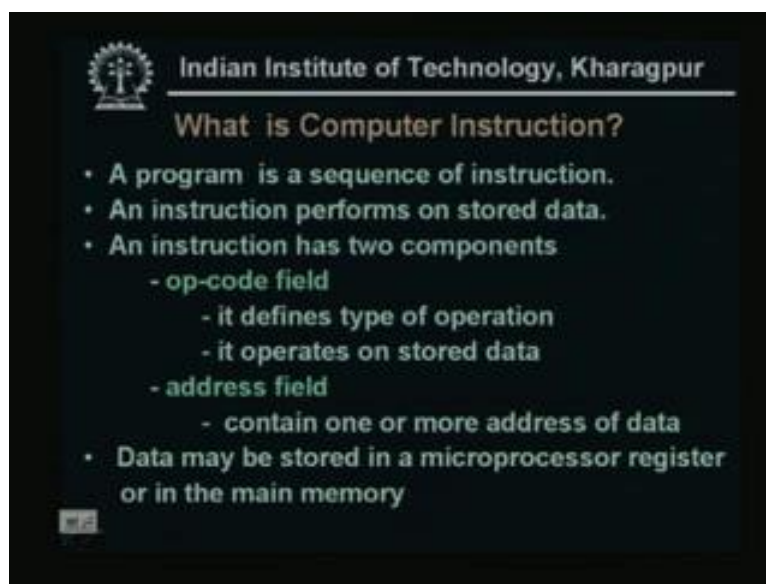 Indian Institute of Technology, Kharagpur
What is Computer Instruction?
• A program is a sequence of instruction.
• An instruction performs on stored data.
• An instruction has two components
- op-code field
- it defines type of operation
- it operates on stored data
- address field
- contain one or more address of data
• Data may be stored in a microprocessor register
or in the main memory